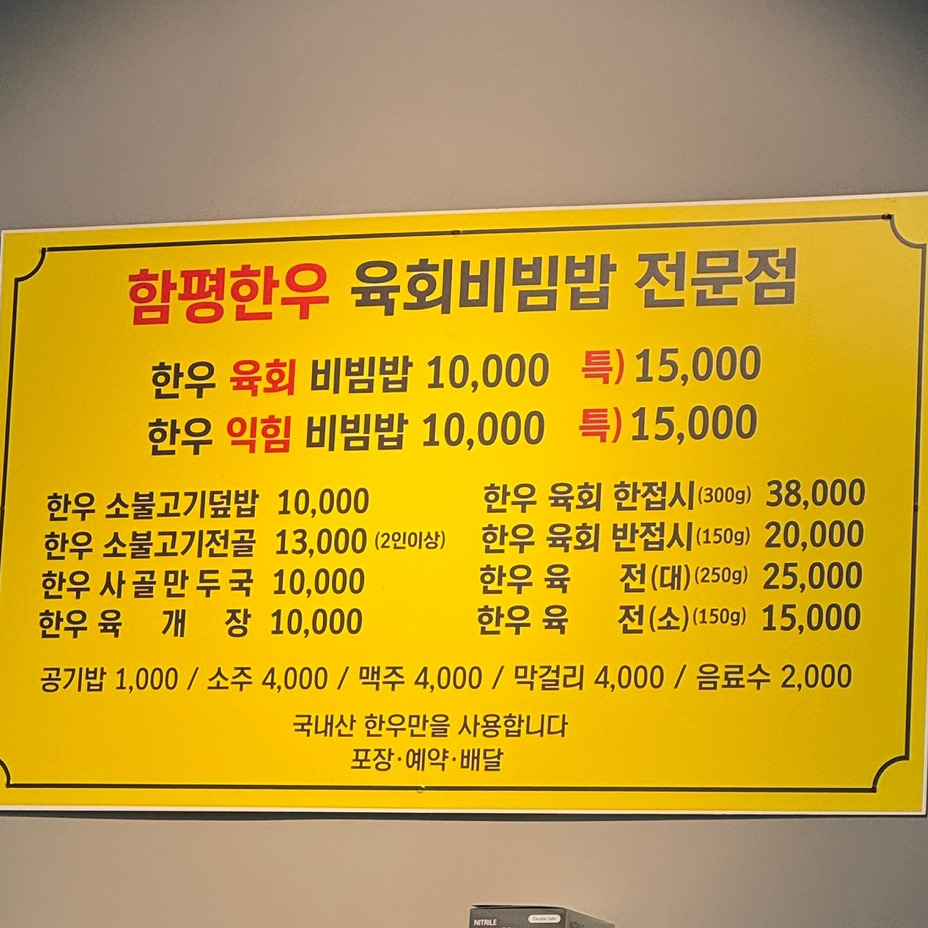 함평한우 육회비빔밥 전문점
한우 육회 비빔밥 10,000 특) 15,000
한우 익힘 비빔밥 10,000 특) 15,000
한우 소불고기덮밥 10,000
한우 소불고기전골 13,000 (2인이상)
한우 사골만두국 10,000
한우 육 개 장 10,000
한우 육회 한접시(300g) 38,000
한우 육회 반접시(150g) 20,000
한우 육 전(대)(250g) 25,000
한우 육 전(소)(150g) 15,000
공기밥 1,000 / 소주 4,000 / 맥주 4,000 / 막걸리 4,000 / 음료수 2,000
국내산 한우만을 사용합니다
포장·예약·배달
NITRILE